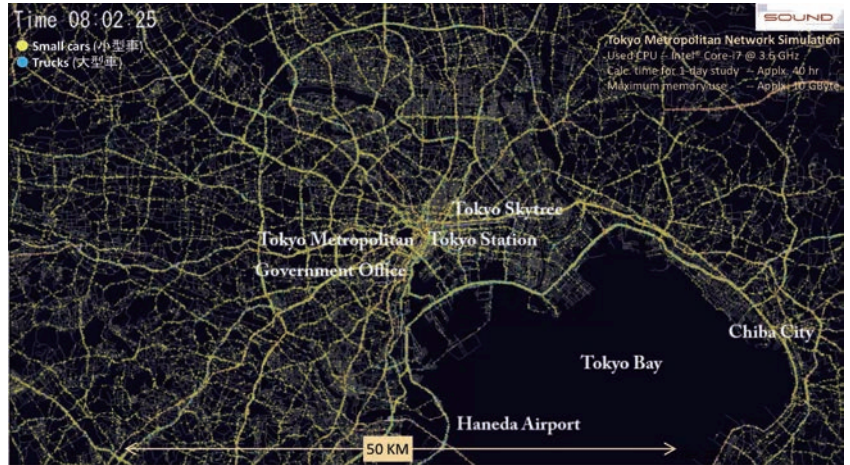 Time 08:02:25
Small cars (小型車)
Trucks (大型車)
SOUND
Tokyo Metropolitan Network Simulation
Used CPU -- Intel® Core-i7 @ 3.6 GHz
Calc. time for 1-day study -- Applx. 40 hr
Maximum memory use -- Applx. 10 GByte
Tokyo Skytree
Tokyo Metropolitan
Government Office
Tokyo Station
Chiba City
Tokyo Bay
Haneda Airport
50 KM